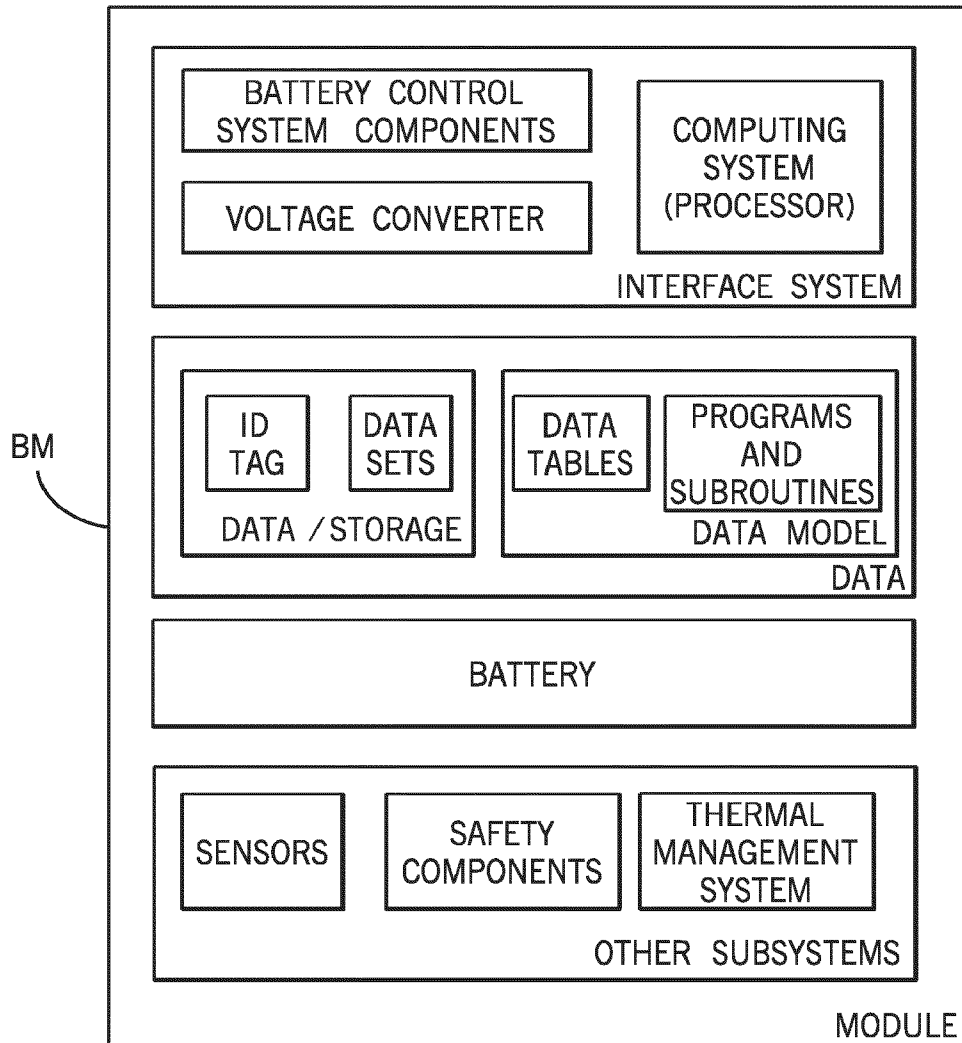 BATTERY CONTROL
SYSTEM COMPONENTS
VOLTAGE CONVERTER
COMPUTING
SYSTEM
(PROCESSOR)
INTERFACE SYSTEM
ID
TAG
DATA
SETS
DATA / STORAGE
DATA
TABLES
PROGRAMS
AND
SUBROUTINES
DATA MODEL
DATA
BM
BATTERY
SENSORS
SAFETY
COMPONENTS
THERMAL
MANAGEMENT
SYSTEM
OTHER SUBSYSTEMS
MODULE